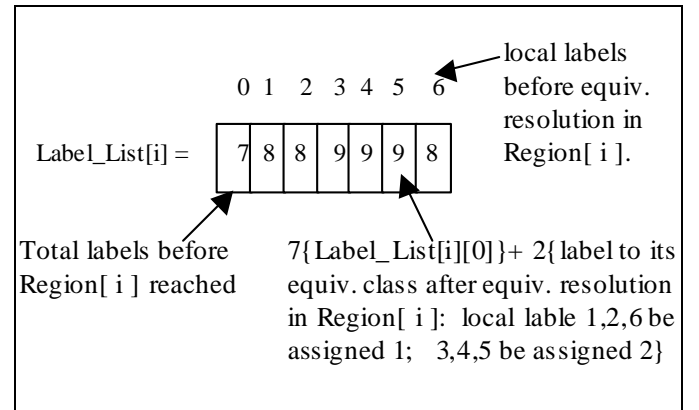 local labels
before equiv.
resolution in
Region[ i ].
0 1 2 3 4 5 6
Label_List[i] = 7 8 8 9 9 9 8
Total labels before
Region[ i ] reached
7{Label_List[i][0]}+ 2{label to its
equiv. class after equiv. resolution
in Region[ i ]: local lable 1,2,6 be
assigned 1; 3,4,5 be assigned 2}